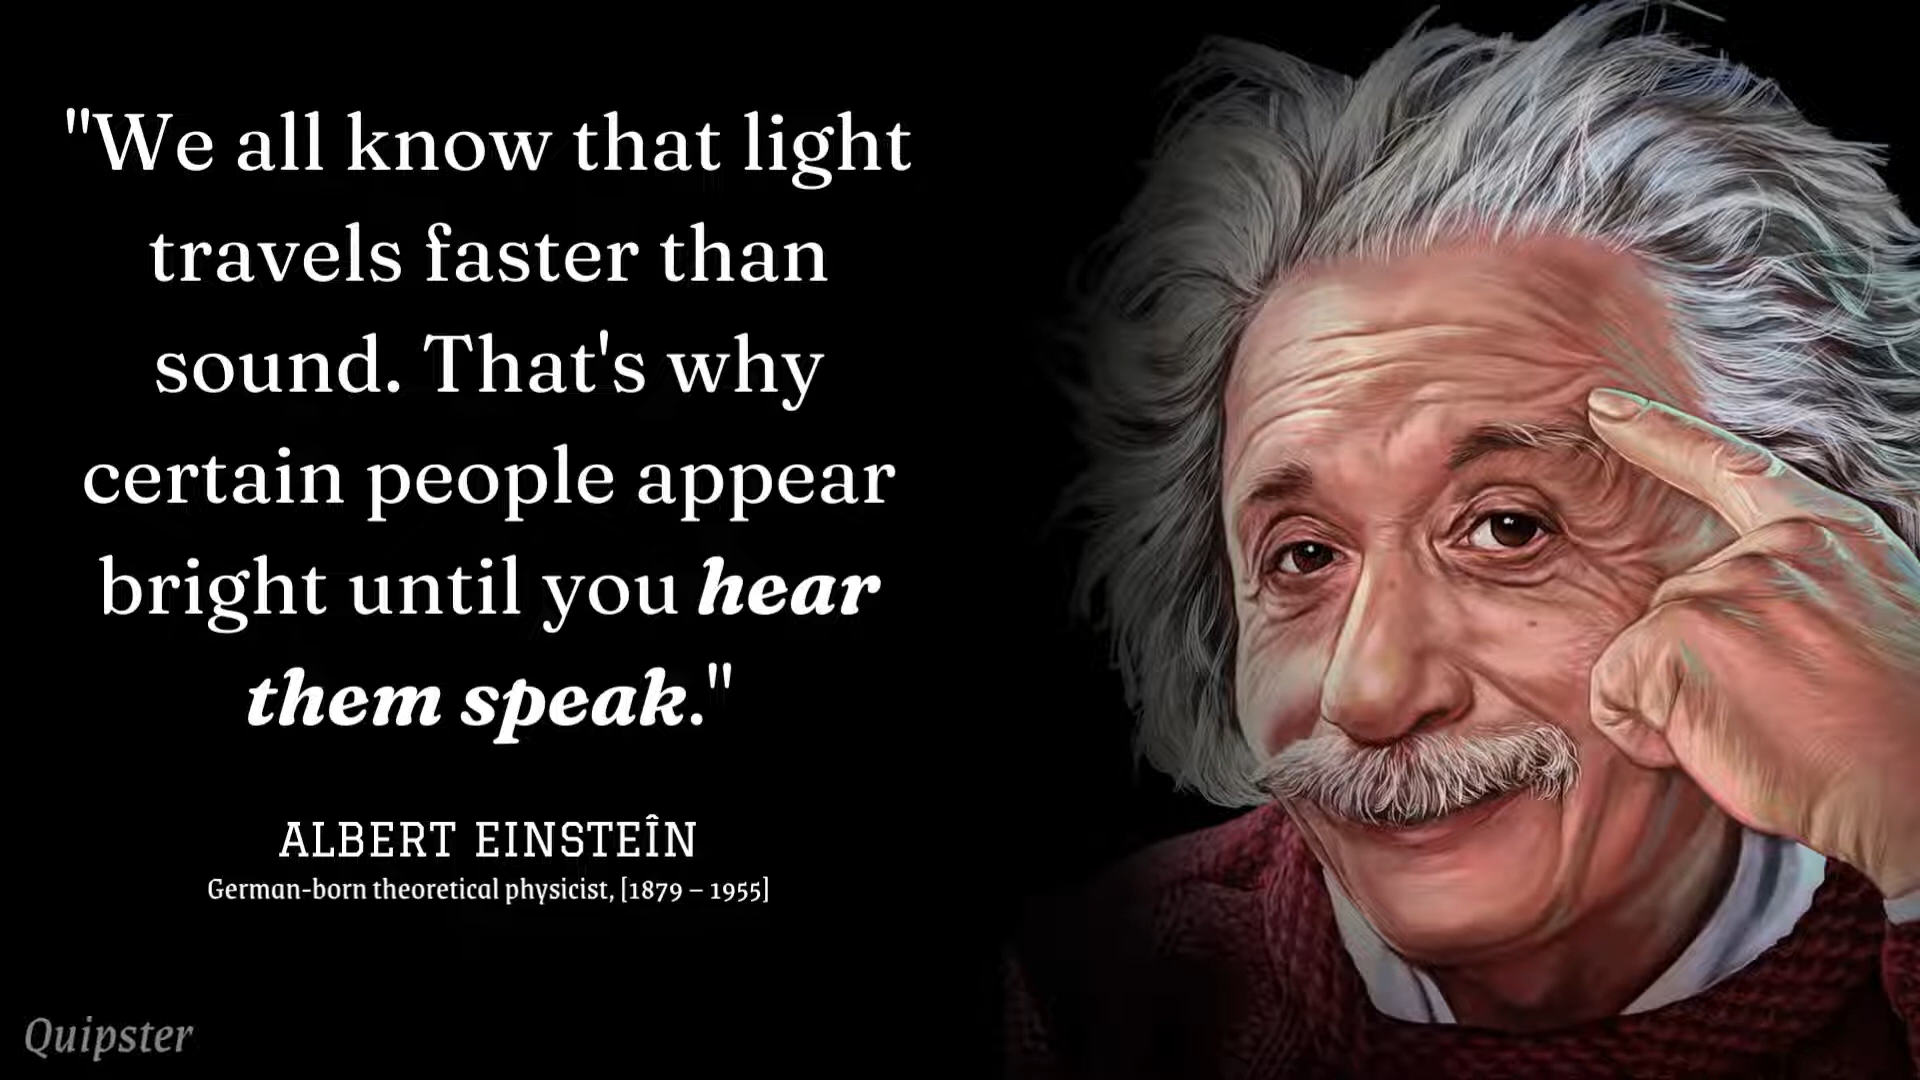 "We all know that light
travels faster than
sound. That's why
certain people appear
bright until you hear
them speak."
ALBERT EINSTEÎN
German-born theoretical physicist, [1879 – 1955]
Quipster